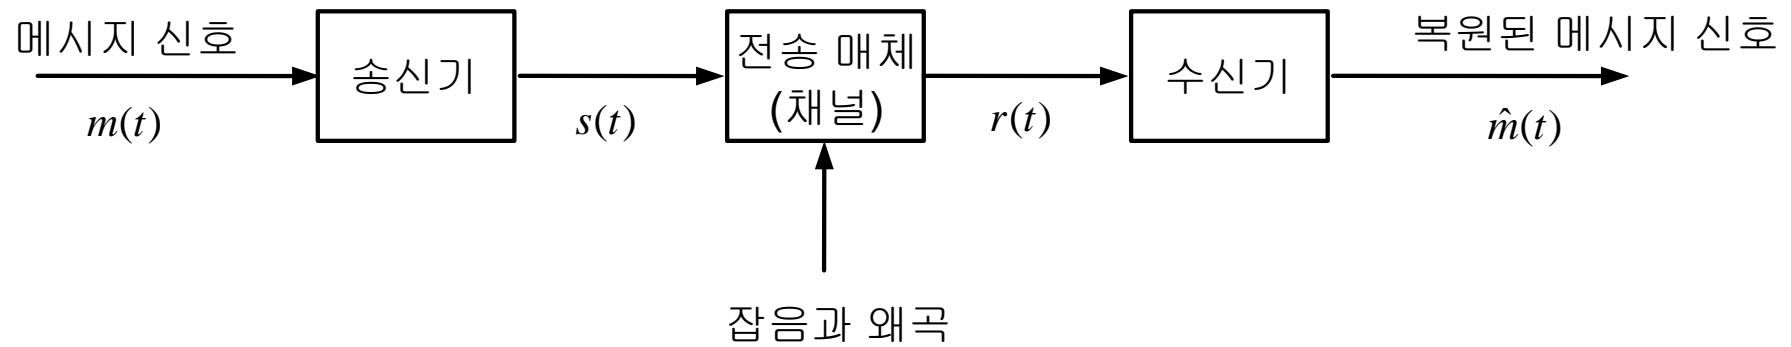 메시지 신호
m(t)
송신기
s(t)
전송 매체
(채널)
r(t)
수신기
복원된 메시지 신호
m̂(t)
잡음과 왜곡